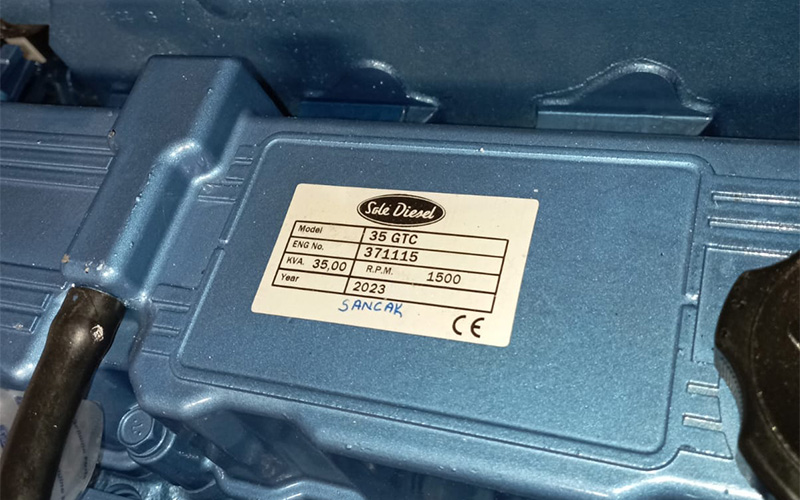 Solé Diesel
Model 35 GTC
ENG No. 371115
KVA. 35,00 R.P.M. 1500
Year 2023
SANCAK
CE